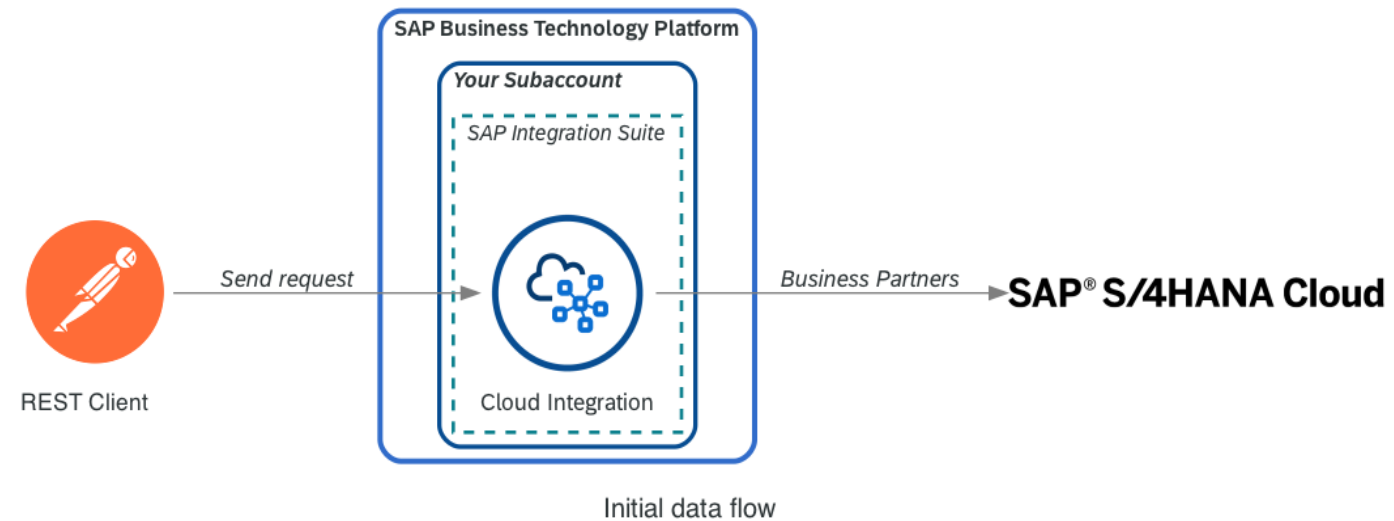 SAP Business Technology Platform
Your Subaccount
SAP Integration Suite
Send request
Business Partners
SAP® S/4HANA Cloud
REST Client
Cloud Integration
Initial data flow